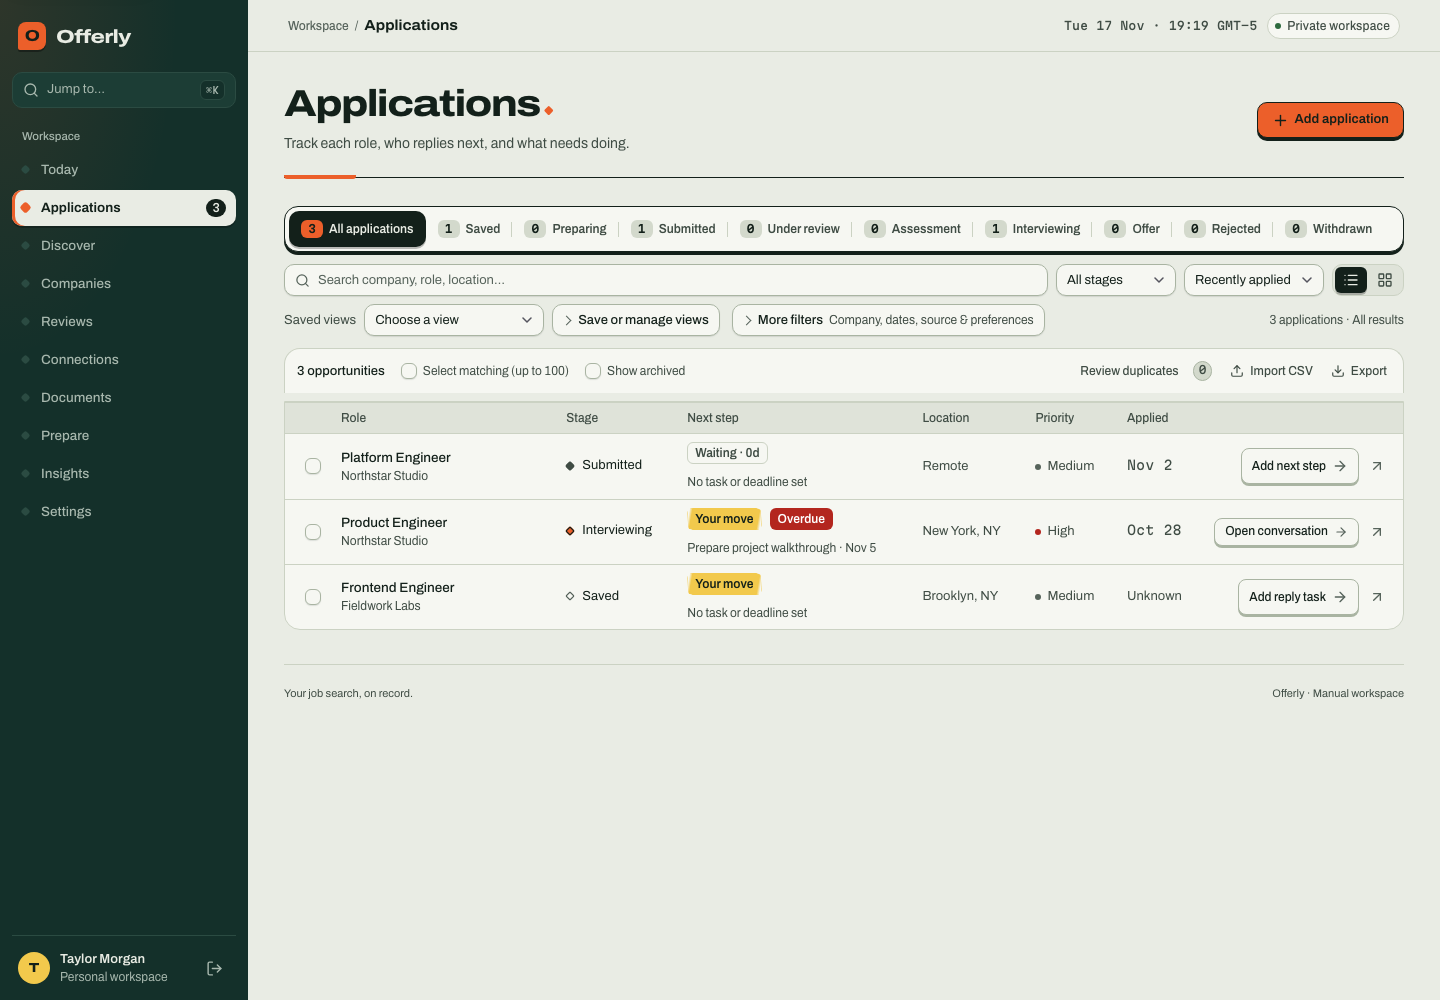 O Offerly
Jump to... ⌘K
Workspace
Today
Applications 3
Discover
Companies
Reviews
Connections
Documents
Prepare
Insights
Settings
T Taylor Morgan
Personal workspace
Workspace / Applications
Tue 17 Nov · 19:19 GMT−5 Private workspace
Applications
Track each role, who replies next, and what needs doing.
Add application
3 All applications 1 Saved 0 Preparing 1 Submitted 0 Under review 0 Assessment 1 Interviewing 0 Offer 0 Rejected 0 Withdrawn
Search company, role, location... All stages Recently applied
Saved views Choose a view Save or manage views More filters Company, dates, source & preferences 3 applications · All results
3 opportunities Select matching (up to 100) Show archived Review duplicates 0 Import CSV Export
Role Stage Next step Location Priority Applied
Platform Engineer
Northstar Studio
Submitted
Waiting · 0d
No task or deadline set
Remote Medium Nov 2 Add next step
Product Engineer
Northstar Studio
Interviewing
Your move Overdue
Prepare project walkthrough · Nov 5
New York, NY High Oct 28 Open conversation
Frontend Engineer
Fieldwork Labs
Saved
Your move
No task or deadline set
Brooklyn, NY Medium Unknown Add reply task
Your job search, on record. Offerly · Manual workspace